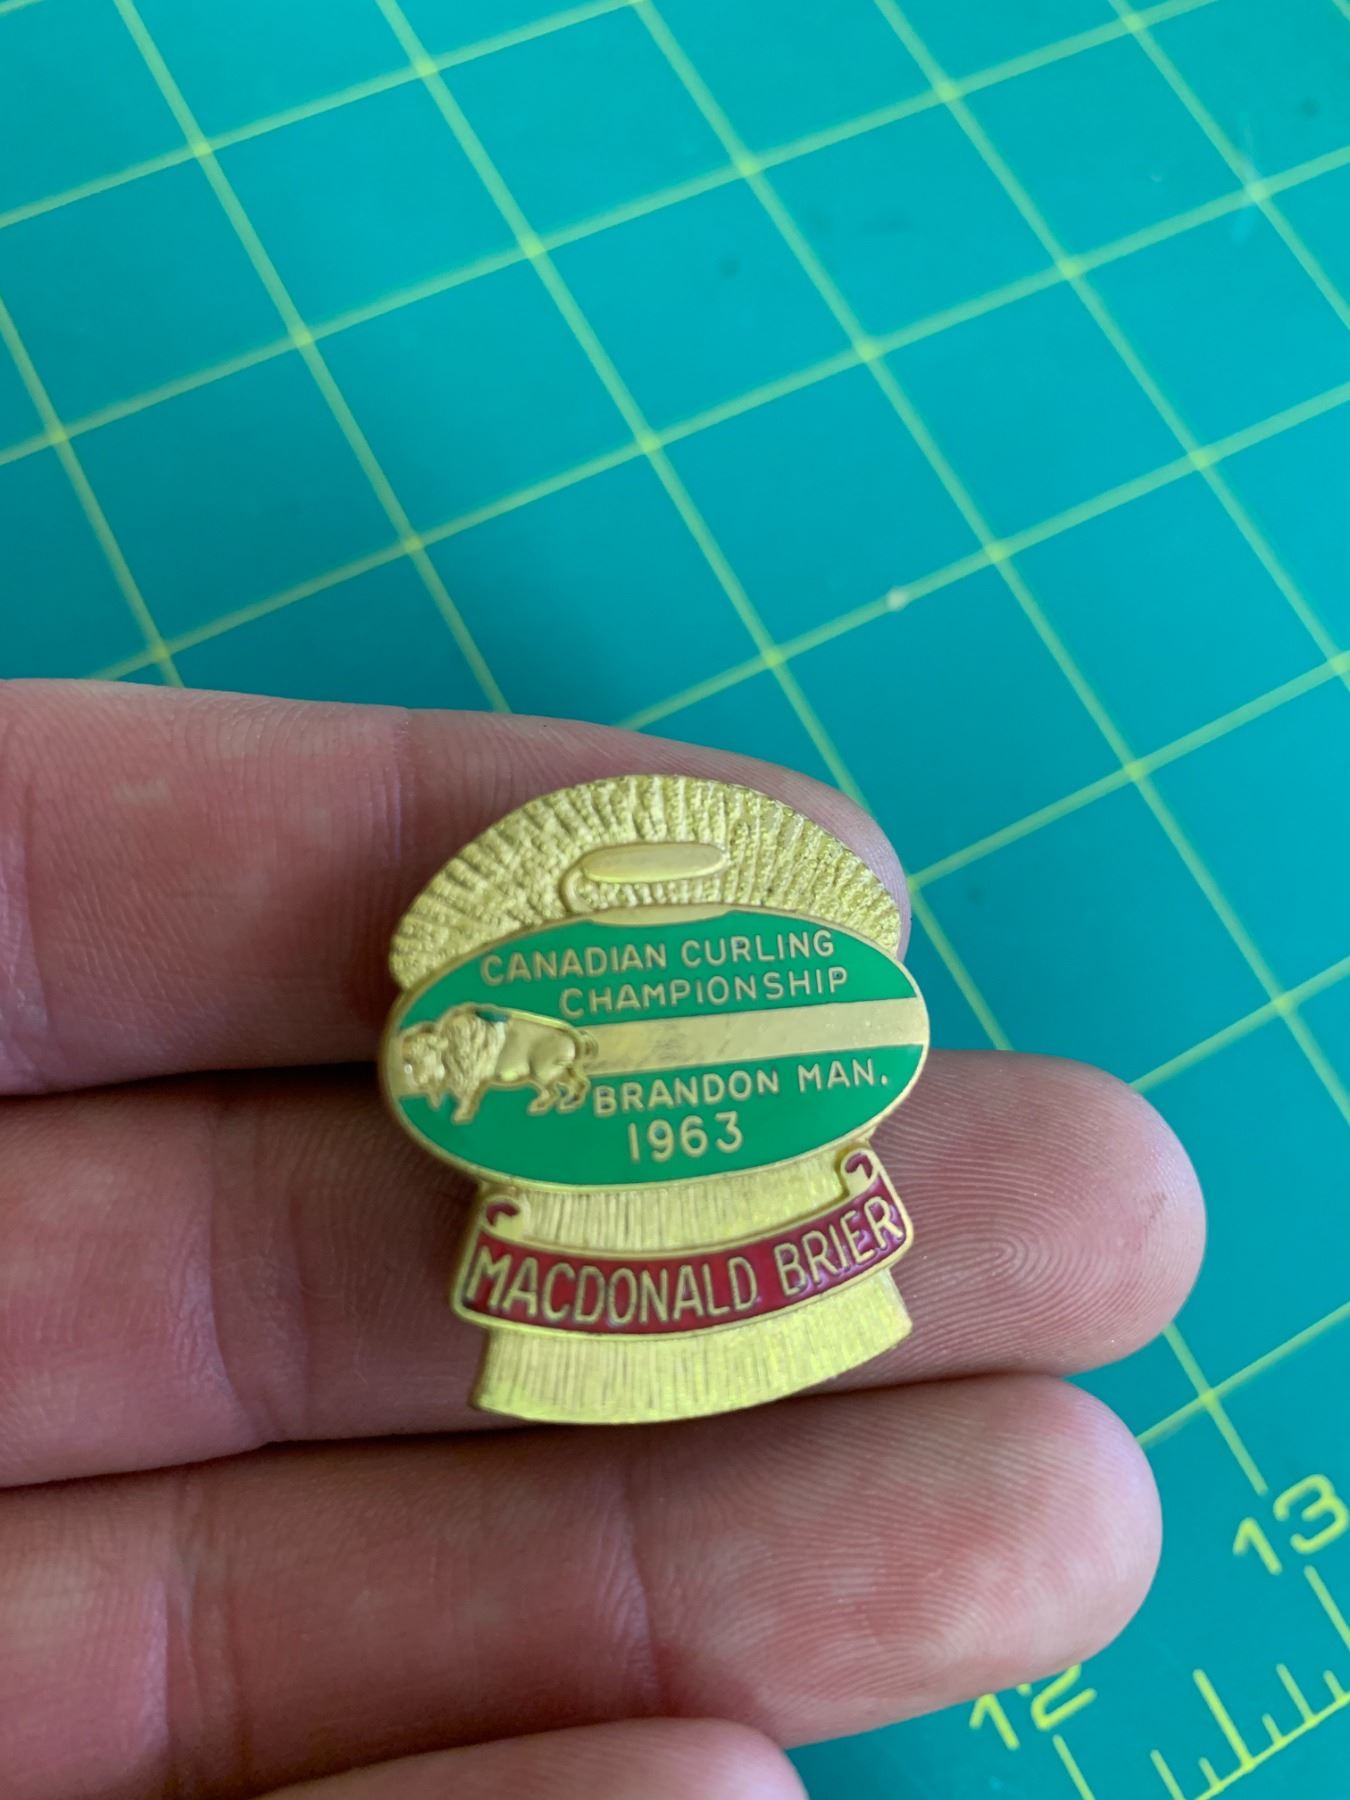 CANADIAN CURLING
CHAMPIONSHIP
BRANDON MAN.
1963
MACDONALD BRIER
13
12